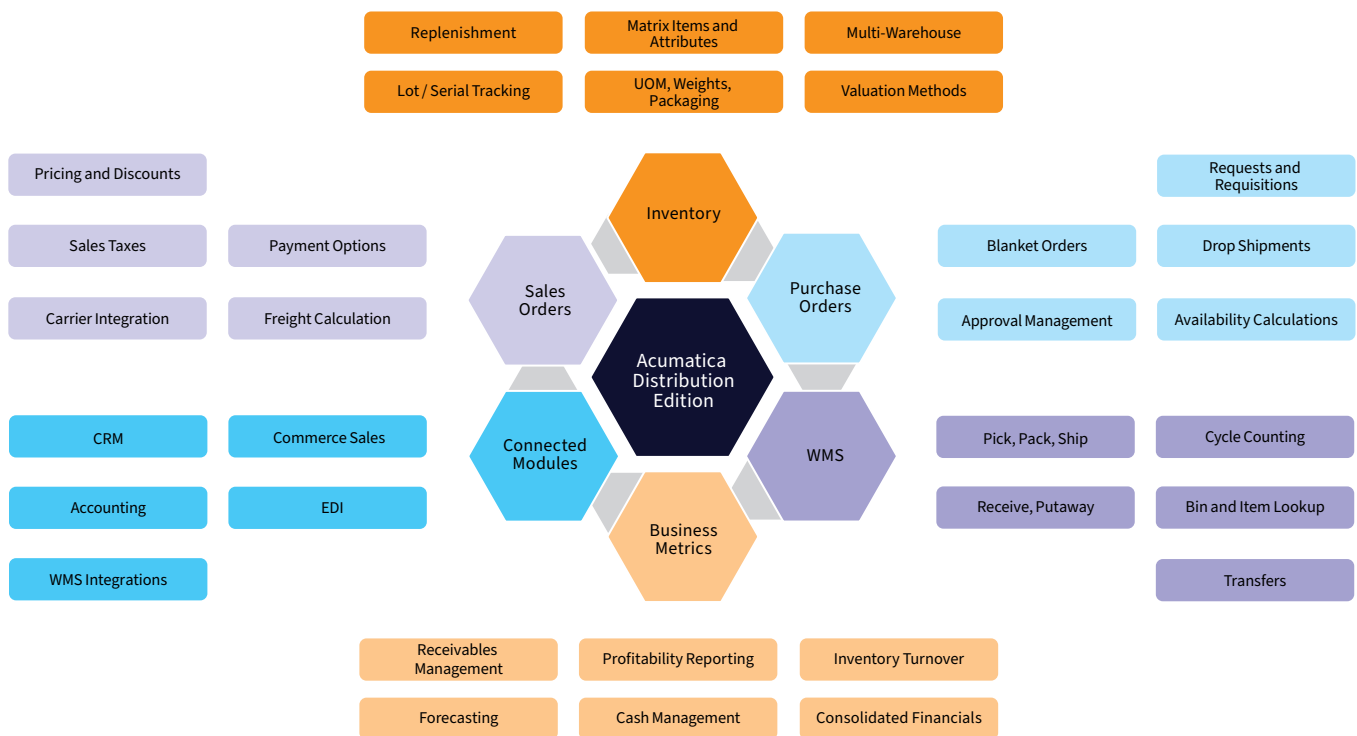 Replenishment
Matrix Items and
Attributes
Multi-Warehouse
Lot / Serial Tracking
UOM, Weights,
Packaging
Valuation Methods
Pricing and Discounts
Sales Taxes
Payment Options
Carrier Integration
Freight Calculation
Inventory
Sales
Orders
Purchase
Orders
Acumatica
Distribution
Edition
Connected
Modules
WMS
Business
Metrics
Requests and
Requisitions
Blanket Orders
Drop Shipments
Approval Management
Availability Calculations
CRM
Commerce Sales
Accounting
EDI
WMS Integrations
Pick, Pack, Ship
Cycle Counting
Receive, Putaway
Bin and Item Lookup
Transfers
Receivables
Management
Profitability Reporting
Inventory Turnover
Forecasting
Cash Management
Consolidated Financials